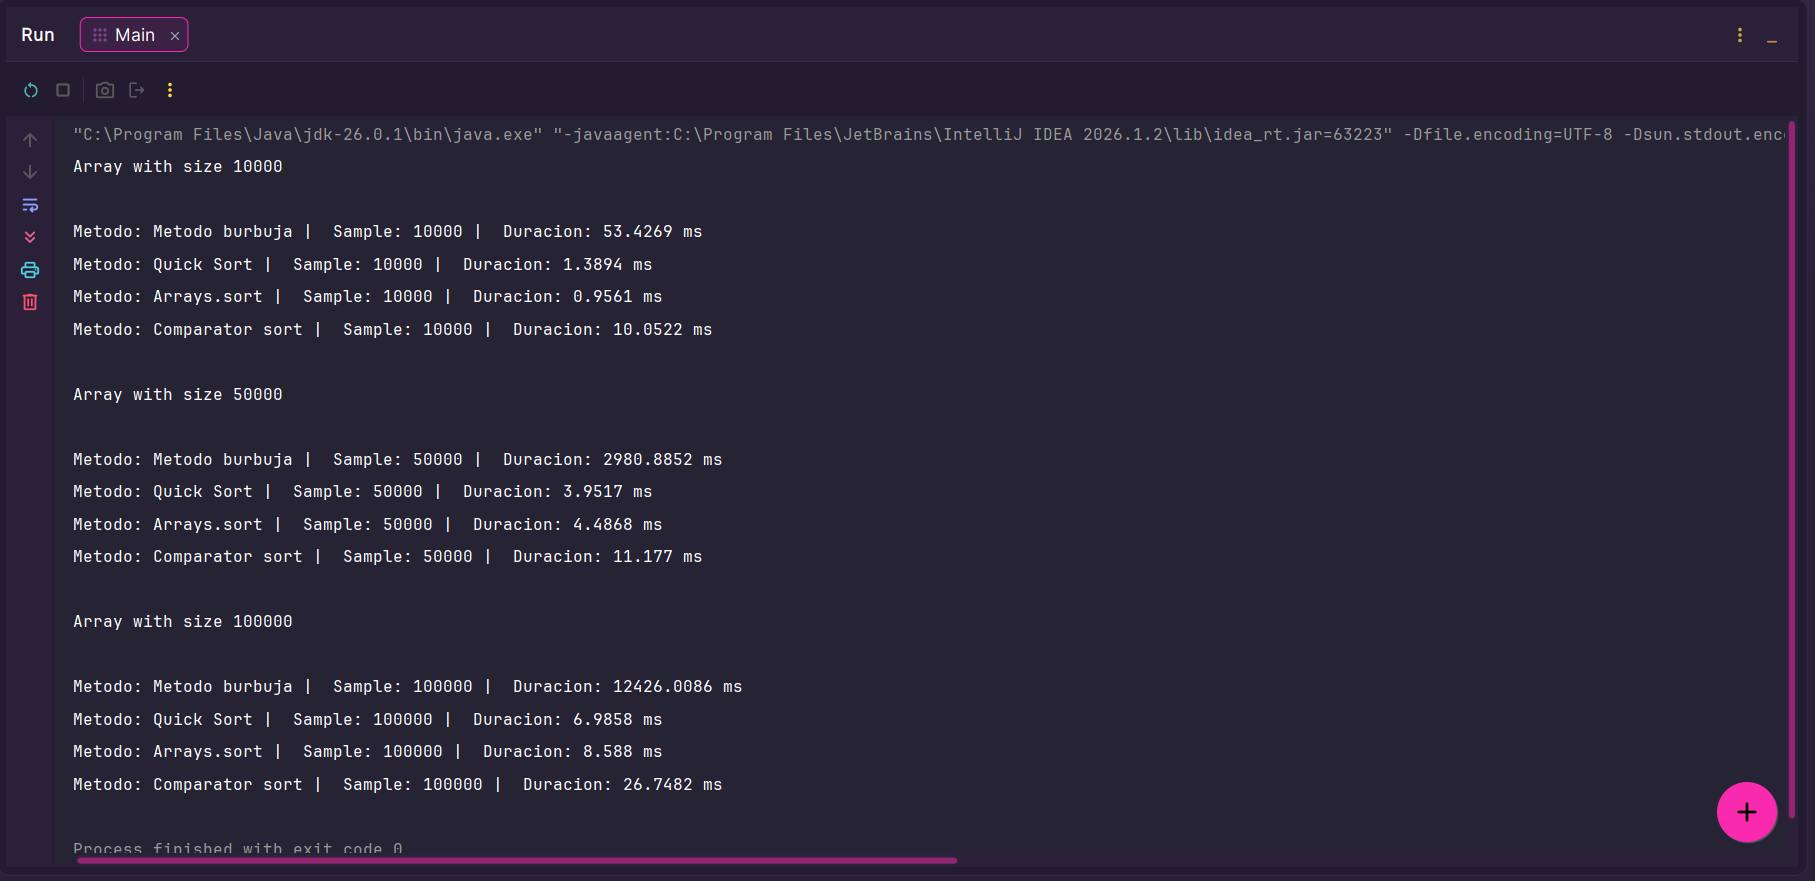 Run Main
"C:\Program Files\Java\jdk-26.0.1\bin\java.exe" "-javaagent:C:\Program Files\JetBrains\IntelliJ IDEA 2026.1.2\lib\idea_rt.jar=63223" -Dfile.encoding=UTF-8 -Dsun.stdout.enc
Array with size 10000
Metodo: Metodo burbuja |  Sample: 10000 |  Duracion: 53.4269 ms
Metodo: Quick Sort |  Sample: 10000 |  Duracion: 1.3894 ms
Metodo: Arrays.sort |  Sample: 10000 |  Duracion: 0.9561 ms
Metodo: Comparator sort |  Sample: 10000 |  Duracion: 10.0522 ms
Array with size 50000
Metodo: Metodo burbuja |  Sample: 50000 |  Duracion: 2980.8852 ms
Metodo: Quick Sort |  Sample: 50000 |  Duracion: 3.9517 ms
Metodo: Arrays.sort |  Sample: 50000 |  Duracion: 4.4868 ms
Metodo: Comparator sort |  Sample: 50000 |  Duracion: 11.177 ms
Array with size 100000
Metodo: Metodo burbuja |  Sample: 100000 |  Duracion: 12426.0086 ms
Metodo: Quick Sort |  Sample: 100000 |  Duracion: 6.9858 ms
Metodo: Arrays.sort |  Sample: 100000 |  Duracion: 8.588 ms
Metodo: Comparator sort |  Sample: 100000 |  Duracion: 26.7482 ms
Process finished with exit code 0